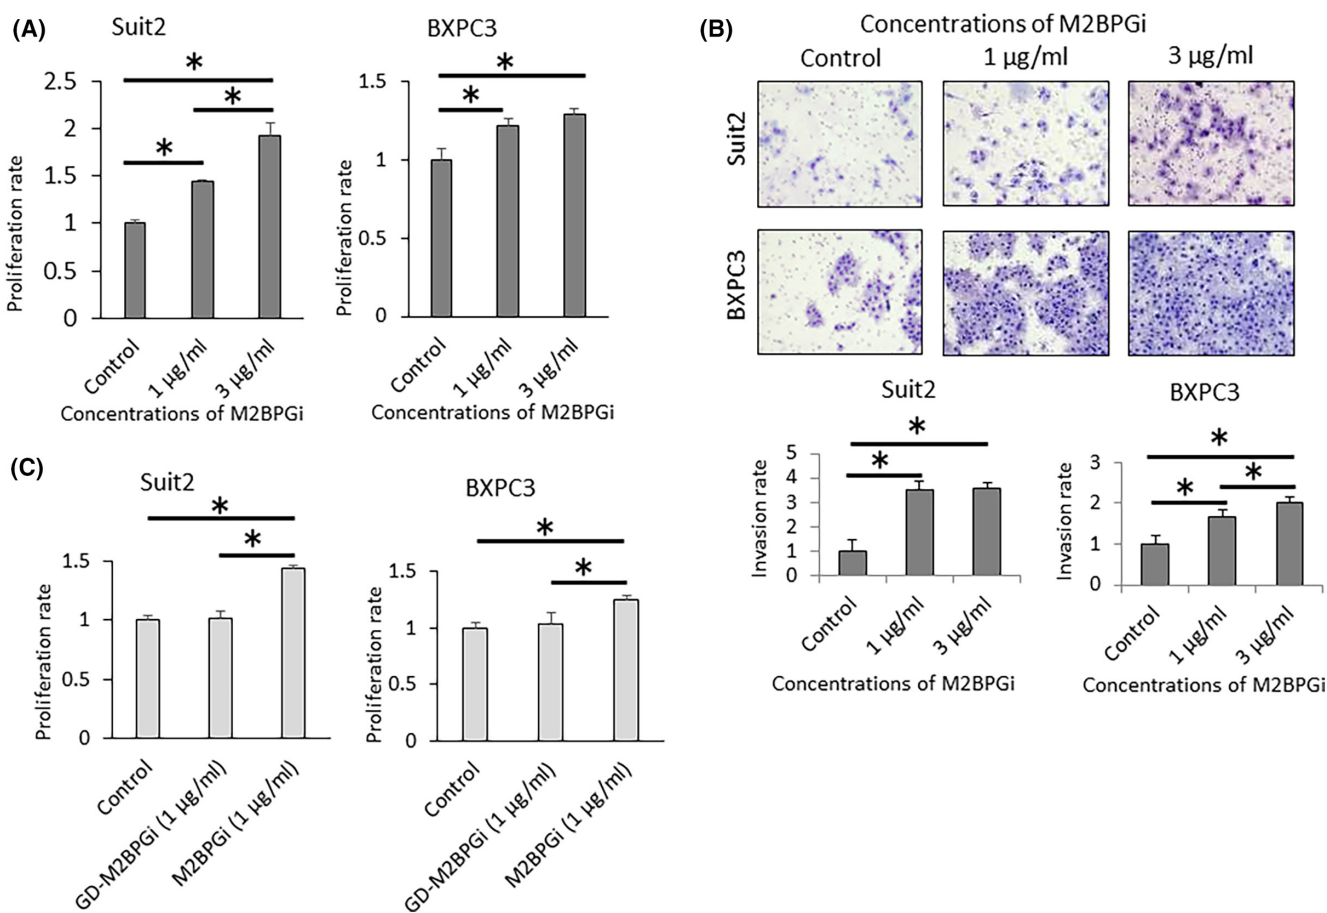 (A)
Suit2
Proliferation rate
2.5
2
1.5
1
0.5
0
*
*
*
Control
1 µg/ml
3 µg/ml
Concentrations of M2BPGi
BXPC3
Proliferation rate
1.5
1
0.5
0
*
*
Control
1 µg/ml
3 µg/ml
Concentrations of M2BPGi
(B)
Concentrations of M2BPGi
Control
1 µg/ml
3 µg/ml
Suit2
BXPC3
Suit2
Invasion rate
5
4
3
2
1
0
*
*
Control
1 µg/ml
3 µg/ml
Concentrations of M2BPGi
BXPC3
Invasion rate
3
2
1
0
*
*
*
Control
1 µg/ml
3 µg/ml
Concentrations of M2BPGi
(C)
Suit2
Proliferation rate
1.5
1
0.5
0
*
*
Control
GD-M2BPGi (1 µg/ml)
M2BPGi (1 µg/ml)
BXPC3
Proliferation rate
1.5
1
0.5
0
*
*
Control
GD-M2BPGi (1 µg/ml)
M2BPGi (1 µg/ml)